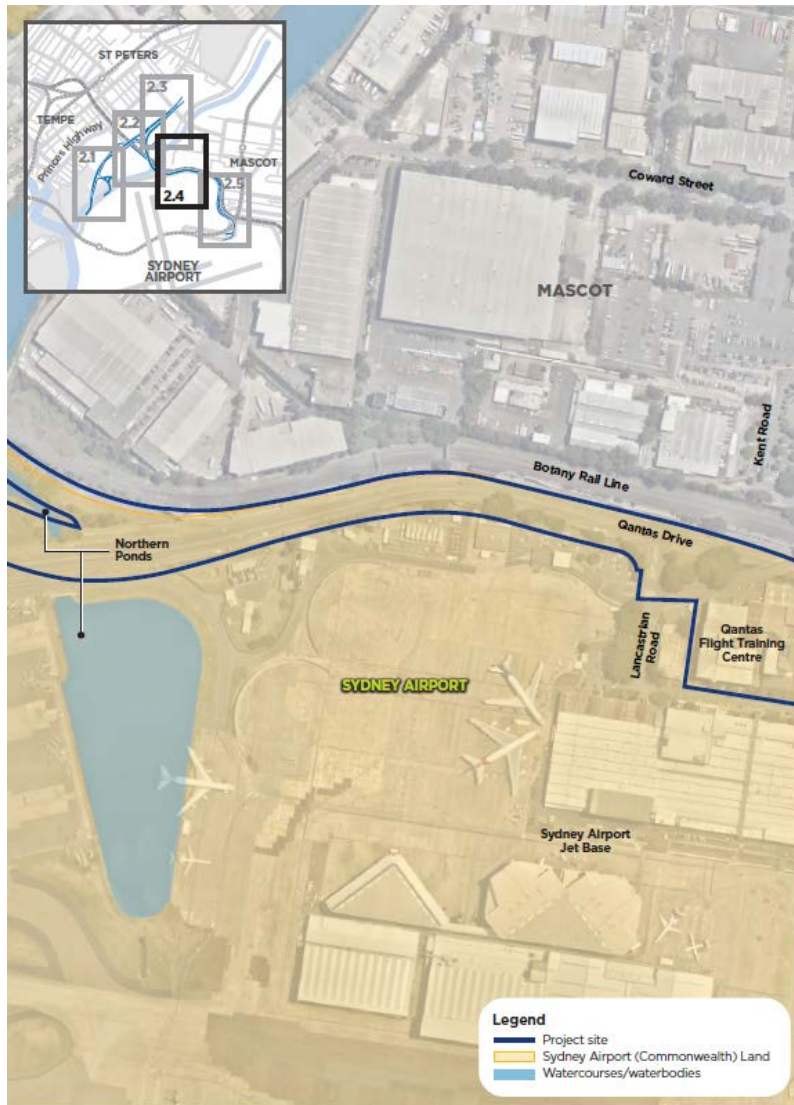 ST PETERS
2.3
TEMPE
2.2
Princes Highway
2.1
MASCOT
2.4
2.5
SYDNEY
AIRPORT
Coward Street
MASCOT
Kent Road
Botany Rail Line
Qantas Drive
Northern
Ponds
Lancastrian
Road
Qantas
Flight Training
Centre
SYDNEY AIRPORT
Sydney Airport
Jet Base
Legend
Project site
Sydney Airport (Commonwealth) Land
Watercourses/waterbodies